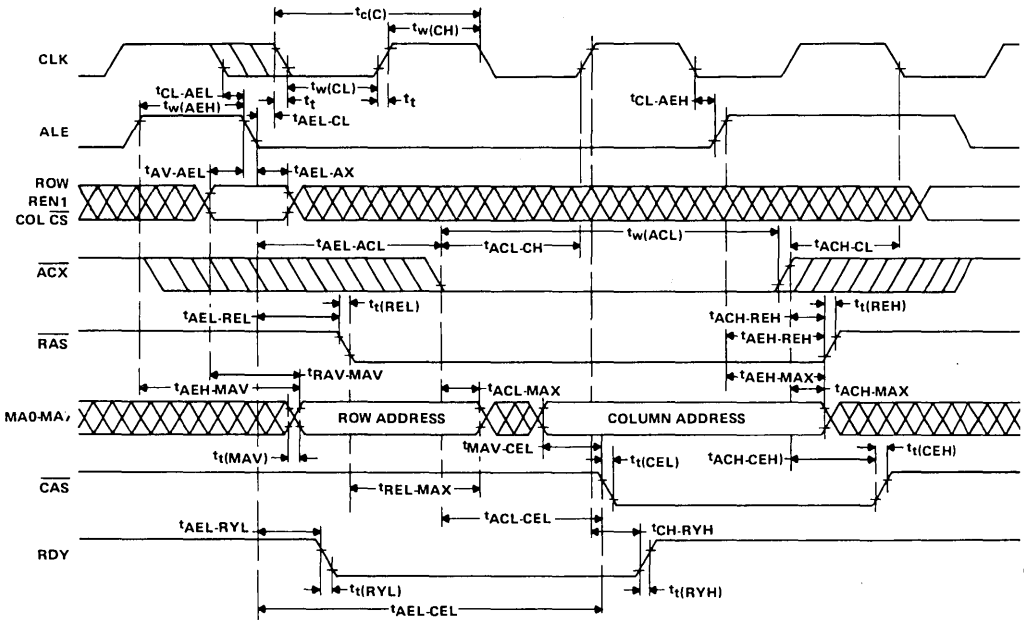 tc(C)
tw(CH)
CLK
tCL-AEL
tw(CL)
tt
tt
tw(AEH)
tAEL-CL
tCL-AEH
ALE
tAV-AEL
tAEL-AX
ROW
REN1
COL CS
tAEL-ACL
tACL-CH
tw(ACL)
tACH-CL
ACX
tt(REL)
tt(REH)
tAEL-REL
tACH-REH
RAS
tAEH-REH
tRAV-MAV
tAEH-MAX
tAEH-MAV
tACL-MAX
tACH-MAX
MA0-MA7
ROW ADDRESS
COLUMN ADDRESS
tt(MAV)
tMAV-CEL
tt(CEL)
tACH-CEH)
tt(CEH)
CAS
tREL-MAX
tACL-CEL
tAEL-RYL
tCH-RYH
RDY
tt(RYL)
tt(RYH)
tAEL-CEL